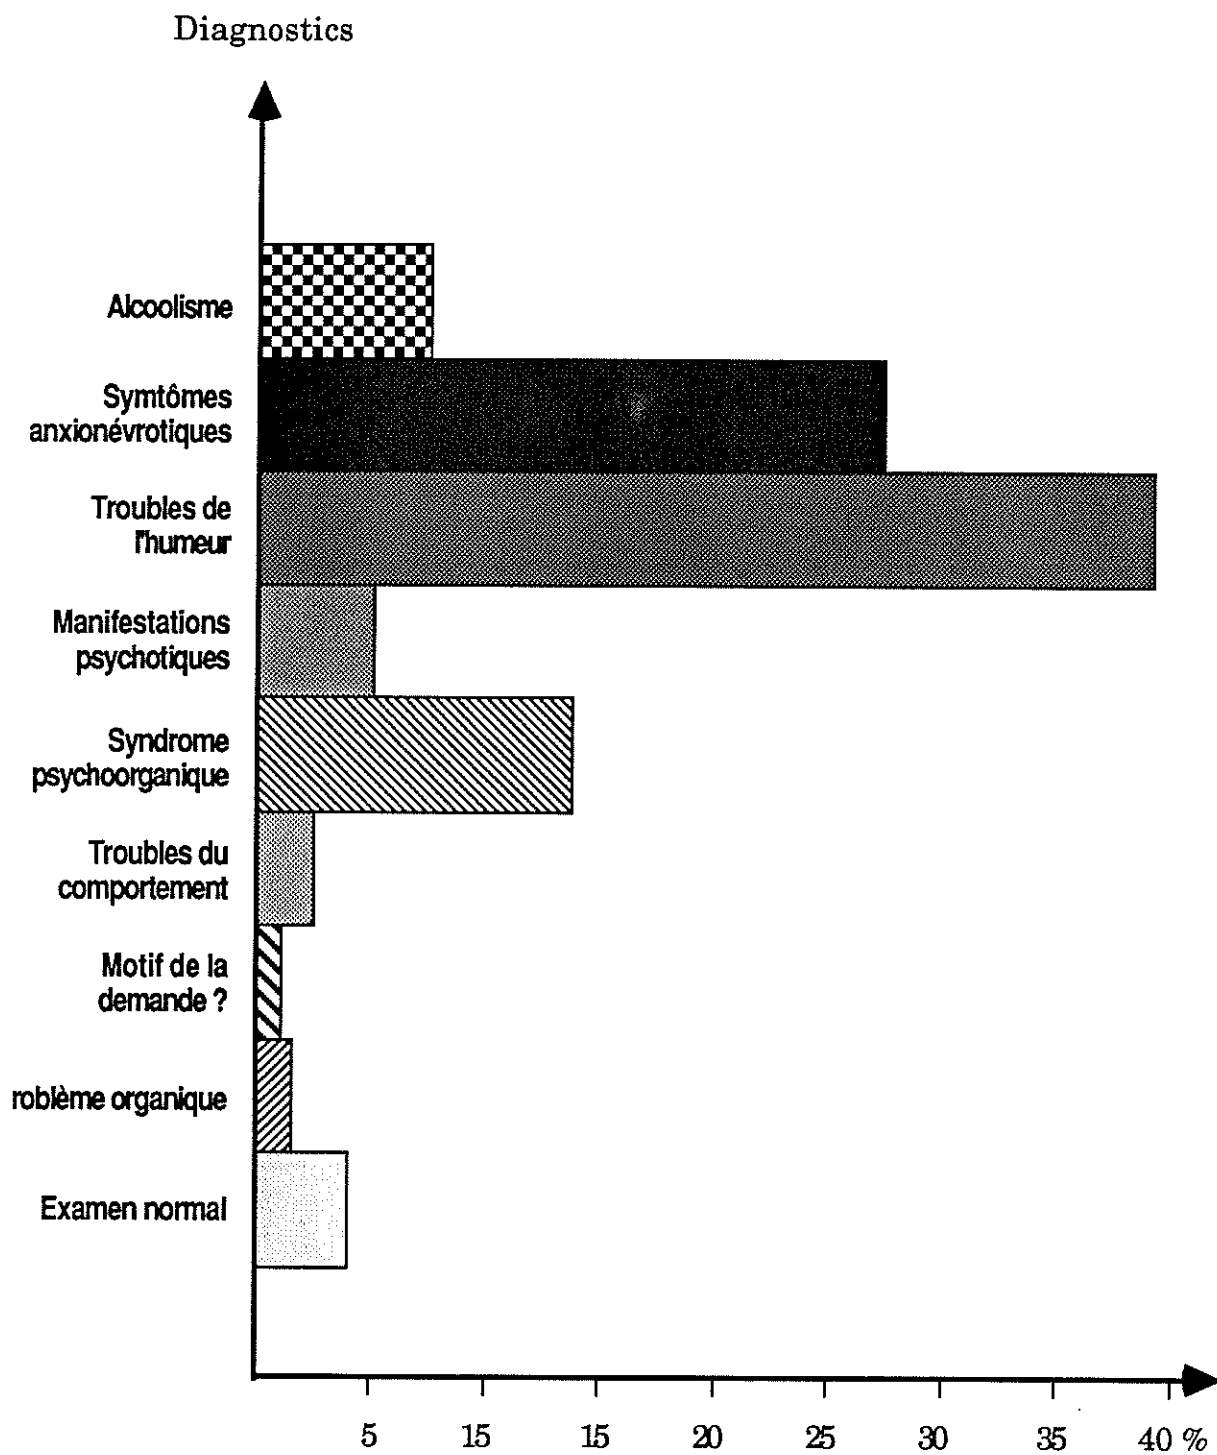 Diagnostics
Alcoolisme
Symtômes
anxionévrotiques
Troubles de
l'humeur
Manifestations
psychotiques
Syndrome
psychoorganique
Troubles du
comportement
Motif de la
demande ?
roblème organique
Examen normal
5 15 15 20 25 30 35 40 %